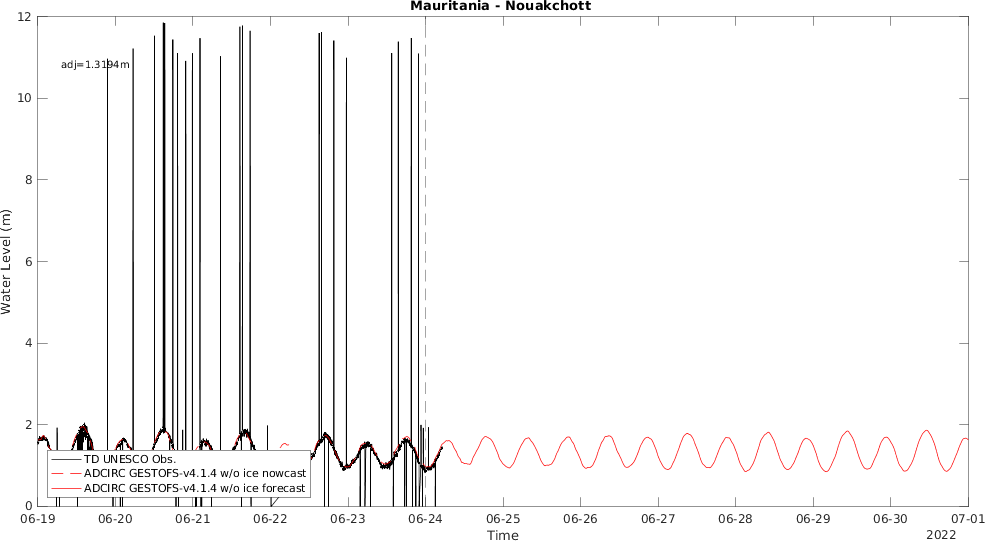 Mauritania - Nouakchott
12
10
8
6
4
2
0
Water Level (m)
adj=1.3194m
TD UNESCO Obs.
ADCIRC GESTOFS-v4.1.4 w/o ice nowcast
ADCIRC GESTOFS-v4.1.4 w/o ice forecast
06-19 06-20 06-21 06-22 06-23 06-24 06-25 06-26 06-27 06-28 06-29 06-30 07-01
Time
2022